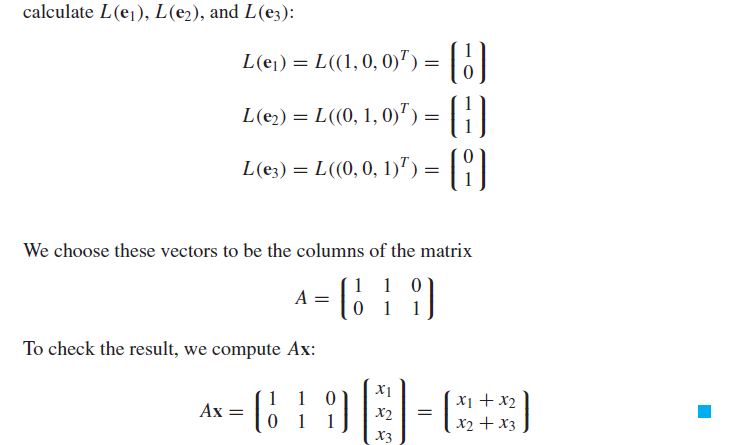 calculate L(e₁), L(e₂), and L(e₃):
L(e₁) = L((1, 0, 0)ᵀ) = (1 0)
L(e₂) = L((0, 1, 0)ᵀ) = (1 1)
L(e₃) = L((0, 0, 1)ᵀ) = (0 1)
We choose these vectors to be the columns of the matrix
A = (1 1 0
0 1 1)
To check the result, we compute Ax:
Ax = (1 1 0
0 1 1) (x₁
x₂
x₃) = (x₁ + x₂
x₂ + x₃)